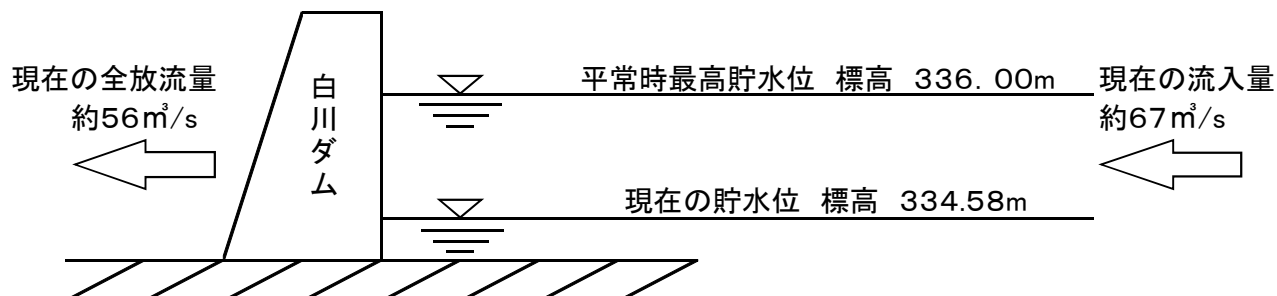 現在の全放流量
約56㎥/s
白川ダム
平常時最高貯水位 標高 336.00m
現在の流入量
約67㎥/s
現在の貯水位 標高 334.58m